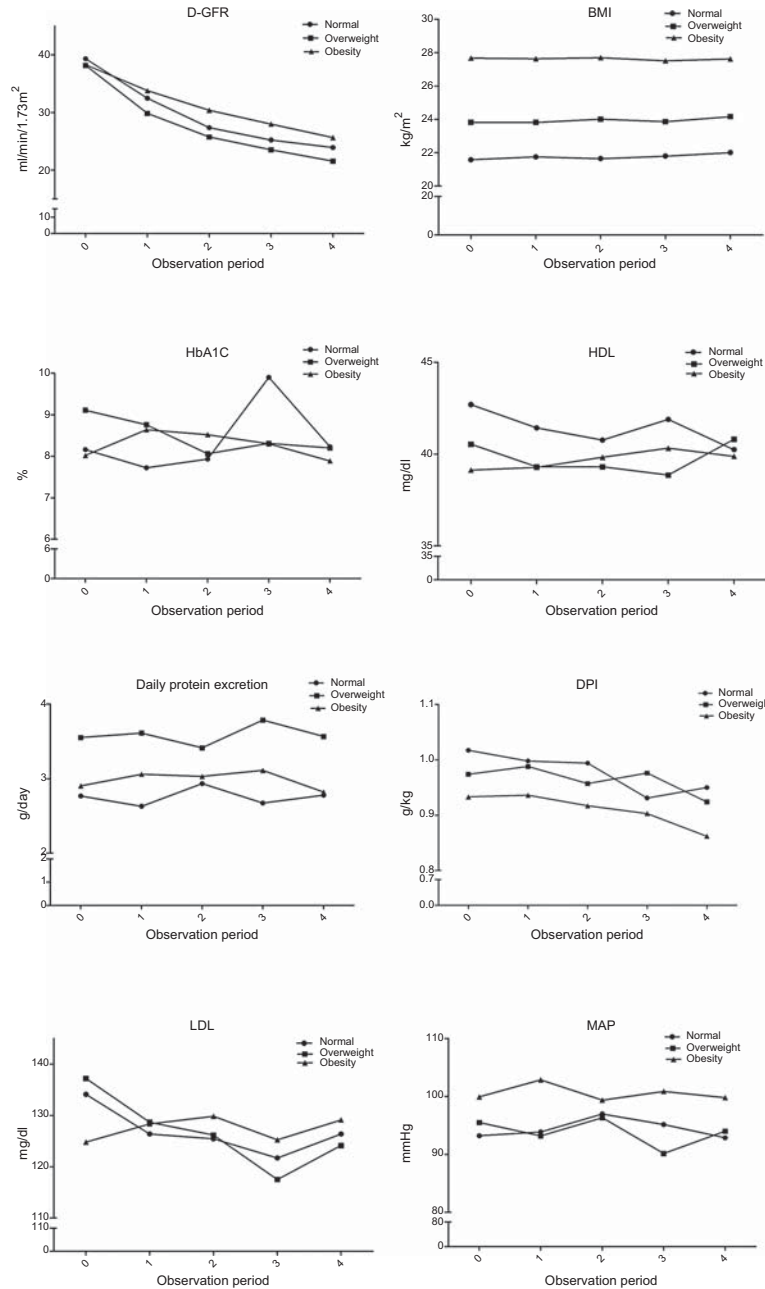 D-GFR
Normal
Overweight
Obesity
ml/min/1.73m2
40
30
20
10
0
0
1
2
3
4
Observation period
BMI
Normal
Overweight
Obesity
kg/m2
30
28
26
24
22
20
20
0
0
1
2
3
4
Observation period
HbA1C
Normal
Overweight
Obesity
%
10
9
8
7
6
6
0
0
1
2
3
4
Observation period
HDL
Normal
Overweight
Obesity
mg/dl
45
40
35
35
0
0
1
2
3
4
Observation period
Daily protein excretion
Normal
Overweight
Obesity
g/day
4
3
2
2
1
0
0
1
2
3
4
Observation period
DPI
Normal
Overweight
Obesity
g/kg
1.1
1.0
0.9
0.8
0.7
0.0
0
1
2
3
4
Observation period
LDL
Normal
Overweight
Obesity
mg/dl
140
130
120
110
110
0
0
1
2
3
4
Observation period
MAP
Normal
Overweight
Obesity
mmHg
110
100
90
80
80
0
0
1
2
3
4
Observation period